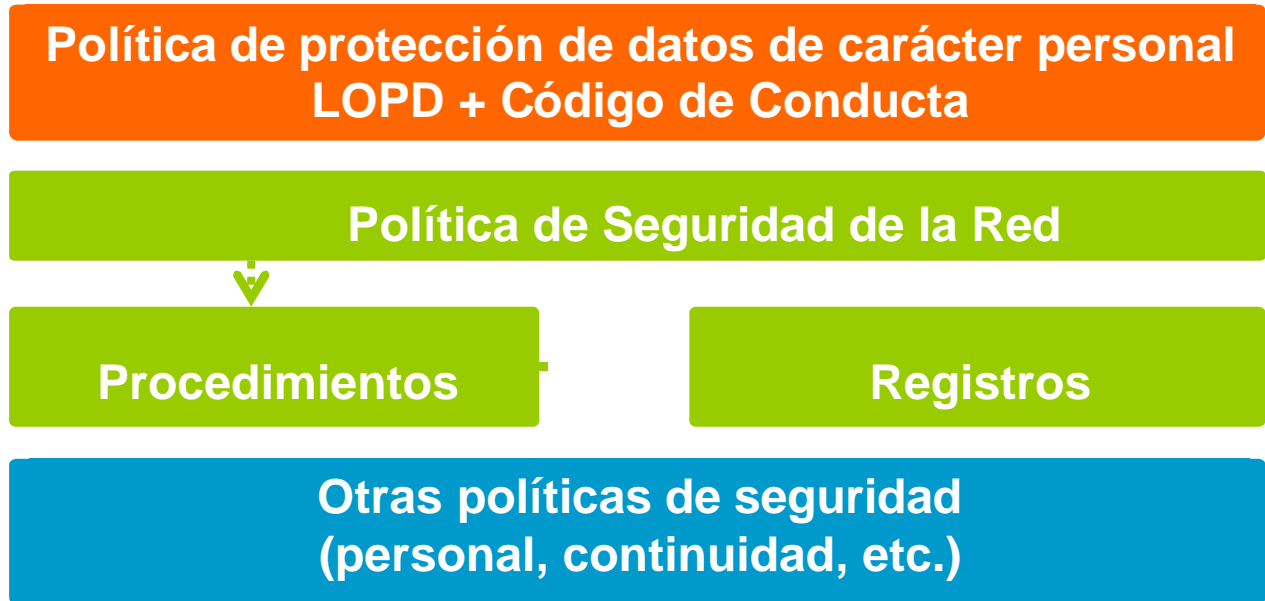 Política de protección de datos de carácter personal
LOPD + Código de Conducta
Política de Seguridad de la Red
Procedimientos
Registros
Otras políticas de seguridad
(personal, continuidad, etc.)